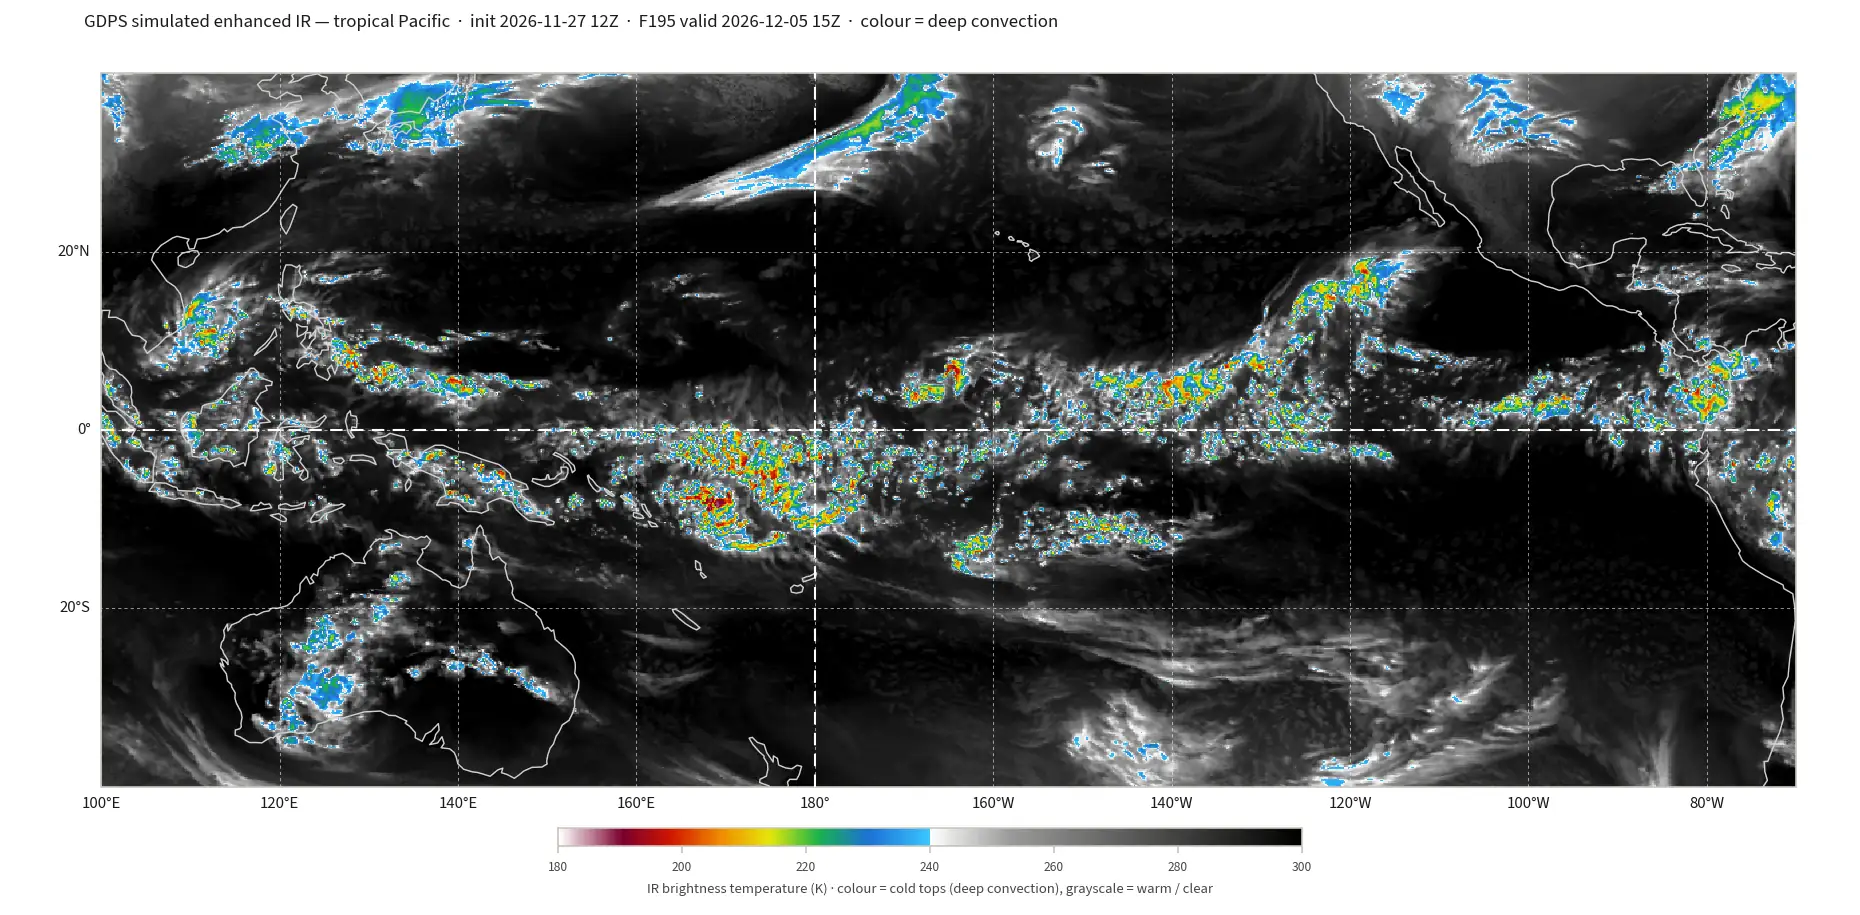 GDPS simulated enhanced IR — tropical Pacific · init 2026-11-27 12Z · F195 valid 2026-12-05 15Z · colour = deep convection
20°N
0°
20°S
100°E 120°E 140°E 160°E 180° 160°W 140°W 120°W 100°W 80°W
180 200 220 240 260 280 300
IR brightness temperature (K) · colour = cold tops (deep convection), grayscale = warm / clear